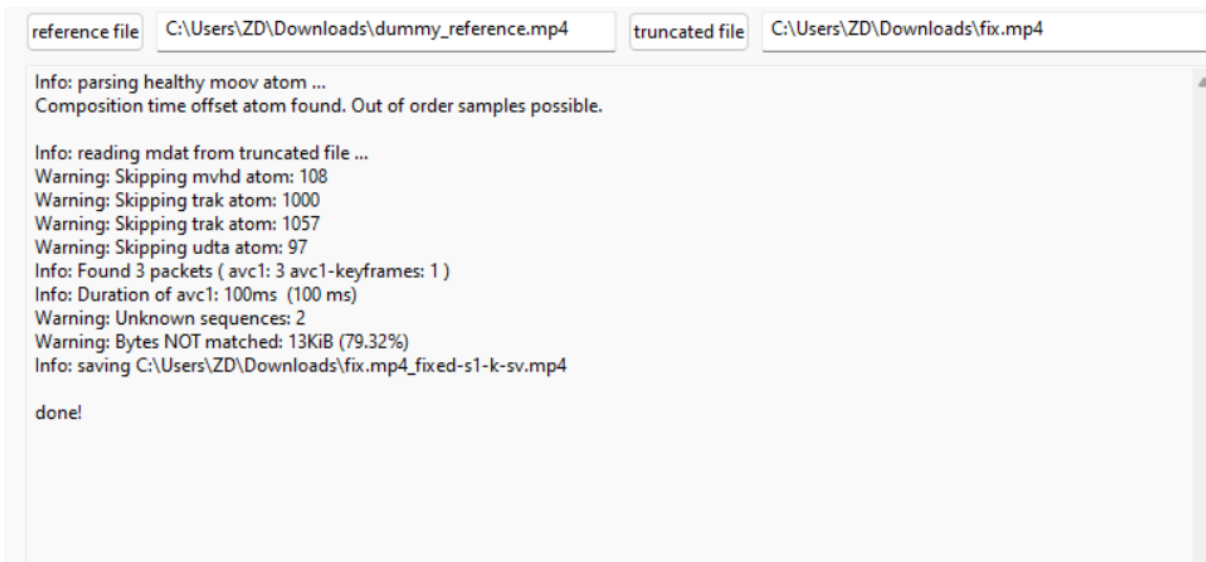 reference file C:\Users\ZD\Downloads\dummy_reference.mp4 truncated file C:\Users\ZD\Downloads\fix.mp4
Info: parsing healthy moov atom ...
Composition time offset atom found. Out of order samples possible.
Info: reading mdat from truncated file ...
Warning: Skipping mvhd atom: 108
Warning: Skipping trak atom: 1000
Warning: Skipping trak atom: 1057
Warning: Skipping udta atom: 97
Info: Found 3 packets ( avc1: 3 avc1-keyframes: 1 )
Info: Duration of avc1: 100ms  (100 ms)
Warning: Unknown sequences: 2
Warning: Bytes NOT matched: 13KiB (79.32%)
Info: saving C:\Users\ZD\Downloads\fix.mp4_fixed-s1-k-sv.mp4
done!